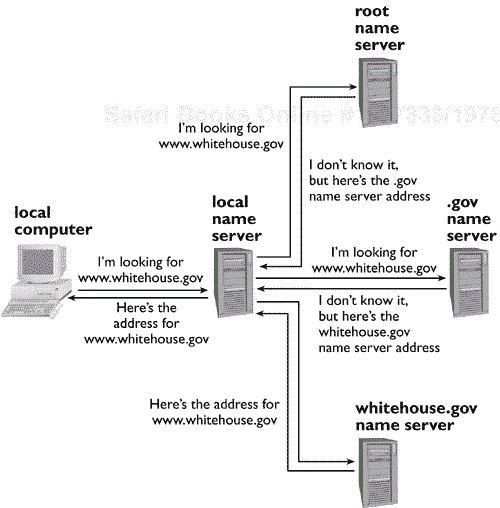 root
name
server
Safari Books Online #
I'm looking for
www.whitehouse.gov
I don't know it,
but here's the .gov
name server address
local
computer
local
name
server
.gov
name
server
I'm looking for
www.whitehouse.gov
I'm looking for
www.whitehouse.gov
Here's the
address for
www.whitehouse.gov
I don't know it,
but here's the
whitehouse.gov
name server address
Here's the address for
www.whitehouse.gov
whitehouse.gov
name server